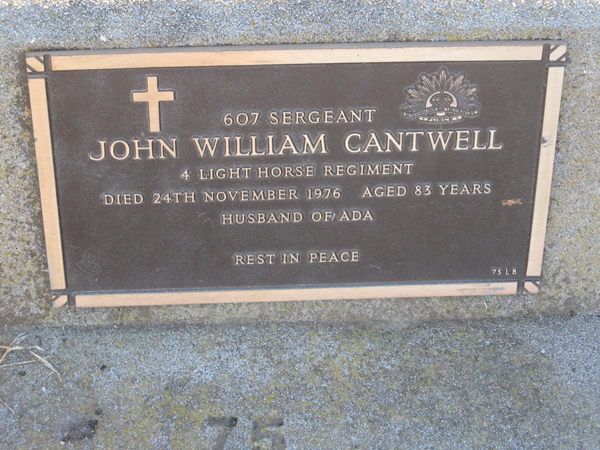 607 SERGEANT
JOHN WILLIAM CANTWELL
4 LIGHT HORSE REGIMENT
DIED 24TH NOVEMBER 1976 AGED 83 YEARS
HUSBAND OF ADA
REST IN PEACE
75 L B
75